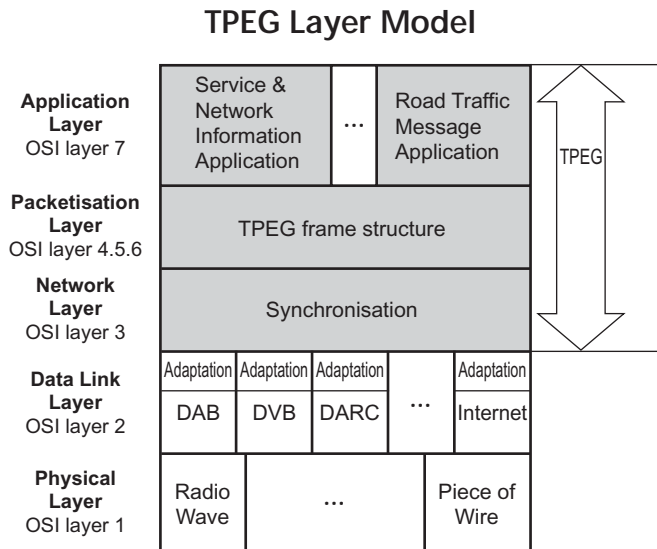 TPEG Layer Model
Application
Layer
OSI layer 7
Service &
Network
Information
Application
...
Road Traffic
Message
Application
TPEG
Packetisation
Layer
OSI layer 4.5.6
TPEG frame structure
Network
Layer
OSI layer 3
Synchronisation
Data Link
Layer
OSI layer 2
Adaptation
DAB
Adaptation
DVB
Adaptation
DARC
...
Adaptation
Internet
Physical
Layer
OSI layer 1
Radio
Wave
...
Piece of
Wire